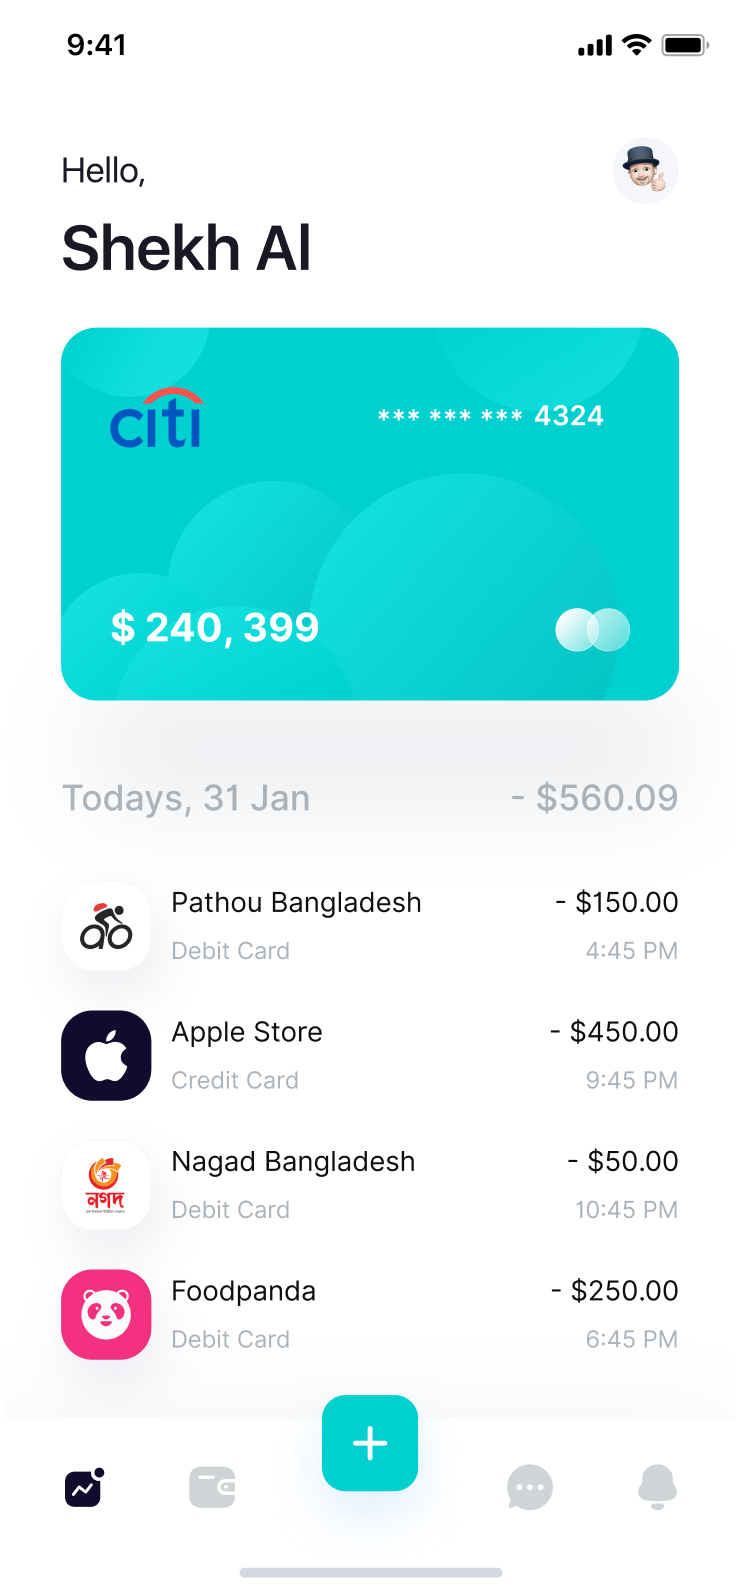 9:41
Hello,
Shekh Al
citi
*** *** *** 4324
$ 240, 399
Todays, 31 Jan - $560.09
Pathou Bangladesh - $150.00
Debit Card 4:45 PM
Apple Store - $450.00
Credit Card 9:45 PM
Nagad Bangladesh - $50.00
নগদ
Debit Card 10:45 PM
Foodpanda - $250.00
Debit Card 6:45 PM